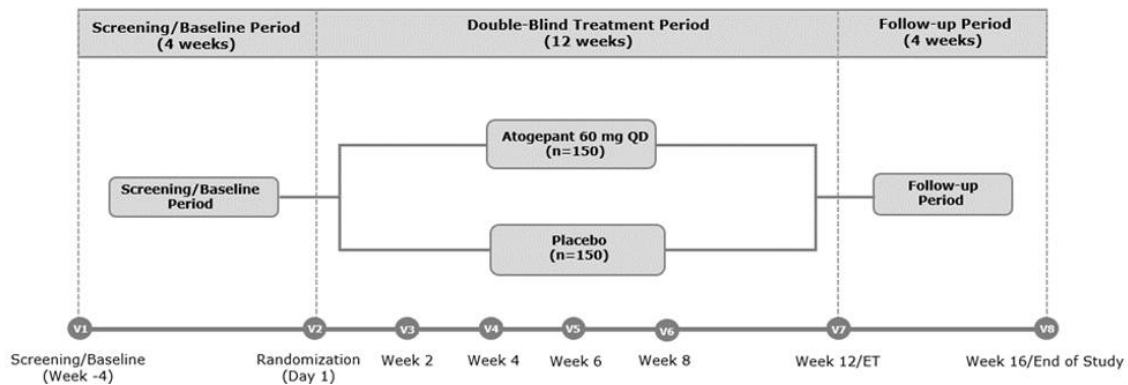 Screening/Baseline Period
(4 weeks)
Double-Blind Treatment Period
(12 weeks)
Follow-up Period
(4 weeks)
Atogepant 60 mg QD
(n=150)
Screening/Baseline
Period
Follow-up
Period
Placebo
(n=150)
V1
V2
V3
V4
V5
V6
V7
V8
Screening/Baseline
(Week -4)
Randomization
(Day 1)
Week 2
Week 4
Week 6
Week 8
Week 12/ET
Week 16/End of Study